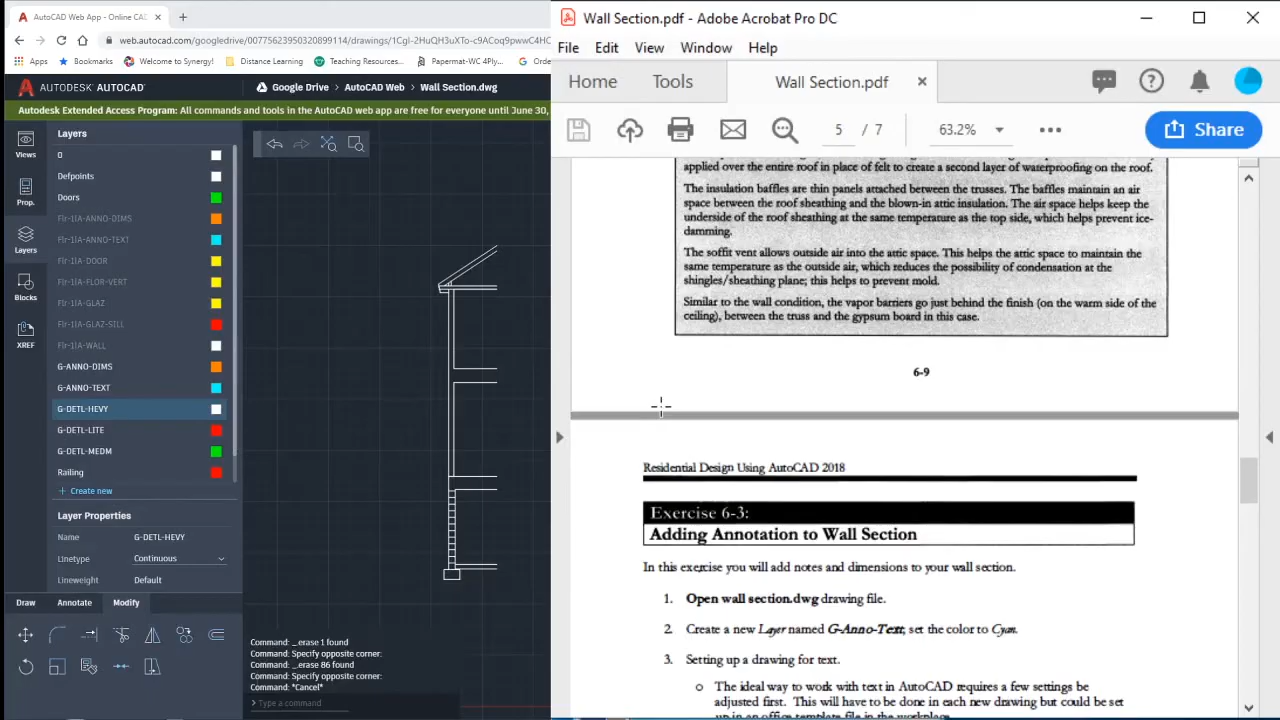 AutoCAD Web App - Online CAD
web.autocad.com/googledrive/00775623950320899114/drawings/1CgI-2HuQH3uXTo-c9ACoq9pwwC4HC
Apps
Bookmarks
Welcome to Synergy!
Distance Learning
Teaching Resources...
Papermat-WC 4Ply...
Orde
AUTODESK AUTOCAD
Google Drive > AutoCAD Web > Wall Section.dwg
Autodesk Extended Access Program: All commands and tools in the AutoCAD web app are free for everyone until June 30,
Views
Prop.
Layers
Blocks
XREF
Layers
0
Defpoints
Doors
Flr-1|A-ANNO-DIMS
Flr-1|A-ANNO-TEXT
Flr-1|A-DOOR
Flr-1|A-FLOR-VERT
Flr-1|A-GLAZ
Flr-1|A-GLAZ-SILL
Flr-1|A-WALL
G-ANNO-DIMS
G-ANNO-TEXT
G-DETL-HEVY
G-DETL-LITE
G-DETL-MEDM
Railing
+ Create new
Layer Properties
Name G-DETL-HEVY
Linetype Continuous
Lineweight Default
Draw Annotate Modify
Command: _erase 1 found
Command: Specify opposite corner:
Command: _erase 86 found
Command: Specify opposite corner:
Command: *Cancel*
Type a command
Wall Section.pdf - Adobe Acrobat Pro DC
File Edit View Window Help
Home Tools Wall Section.pdf
5 / 7 63.2% Share
applied over the entire roof in place of felt to create a second layer of waterproofing on the roof.
The insulation baffles are thin panels attached between the trusses. The baffles maintain an air
space between the roof sheathing and the blown-in attic insulation. The air space helps keep the
underside of the roof sheathing at the same temperature as the top side, which helps prevent ice-
damming.
The soffit vent allows outside air into the attic space. This helps the attic space to maintain the
same temperature as the outside air, which reduces the possibility of condensation at the
shingles/sheathing plane; this helps to prevent mold.
Similar to the wall condition, the vapor barriers go just behind the finish (on the warm side of the
ceiling), between the truss and the gypsum board in this case.
6-9
Residential Design Using AutoCAD 2018
Exercise 6-3:
Adding Annotation to Wall Section
In this exercise you will add notes and dimensions to your wall section.
1. Open wall section.dwg drawing file.
2. Create a new Layer named G-Anno-Text; set the color to Cyan.
3. Setting up a drawing for text.
o The ideal way to work with text in AutoCAD requires a few settings be
adjusted first. This will have to be done in each new drawing but could be set
up in an office template file in the workplace.